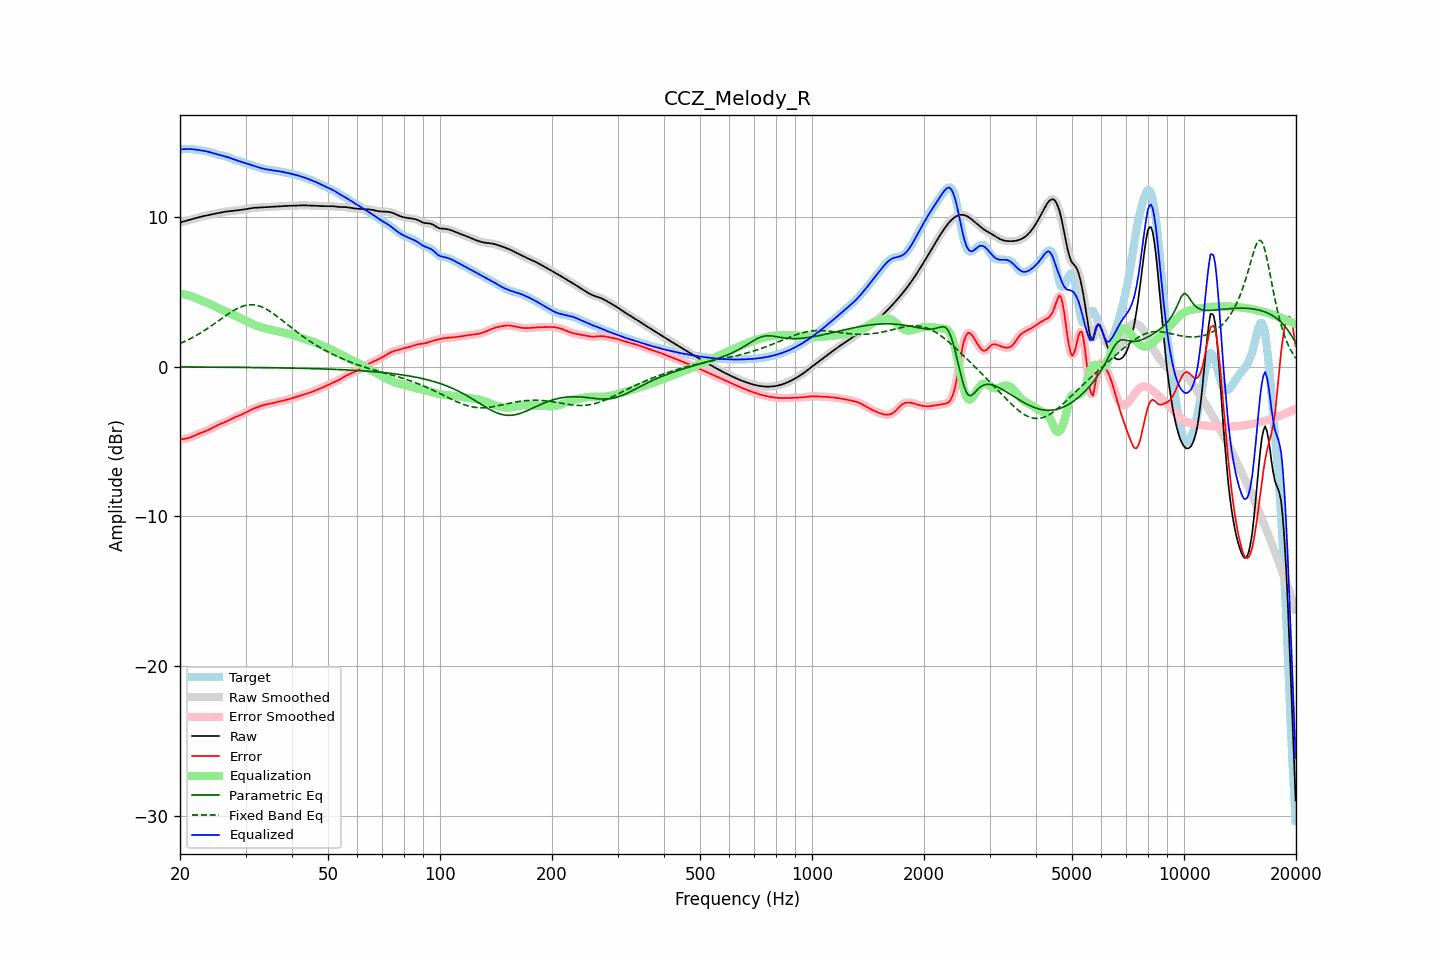 CCZ_Melody_R
Amplitude (dBr)
10
0
−10
−20
−30
Target
Raw Smoothed
Error Smoothed
Raw
Error
Equalization
Parametric Eq
Fixed Band Eq
Equalized
20 50 100 200 500 1000 2000 5000 10000 20000
Frequency (Hz)